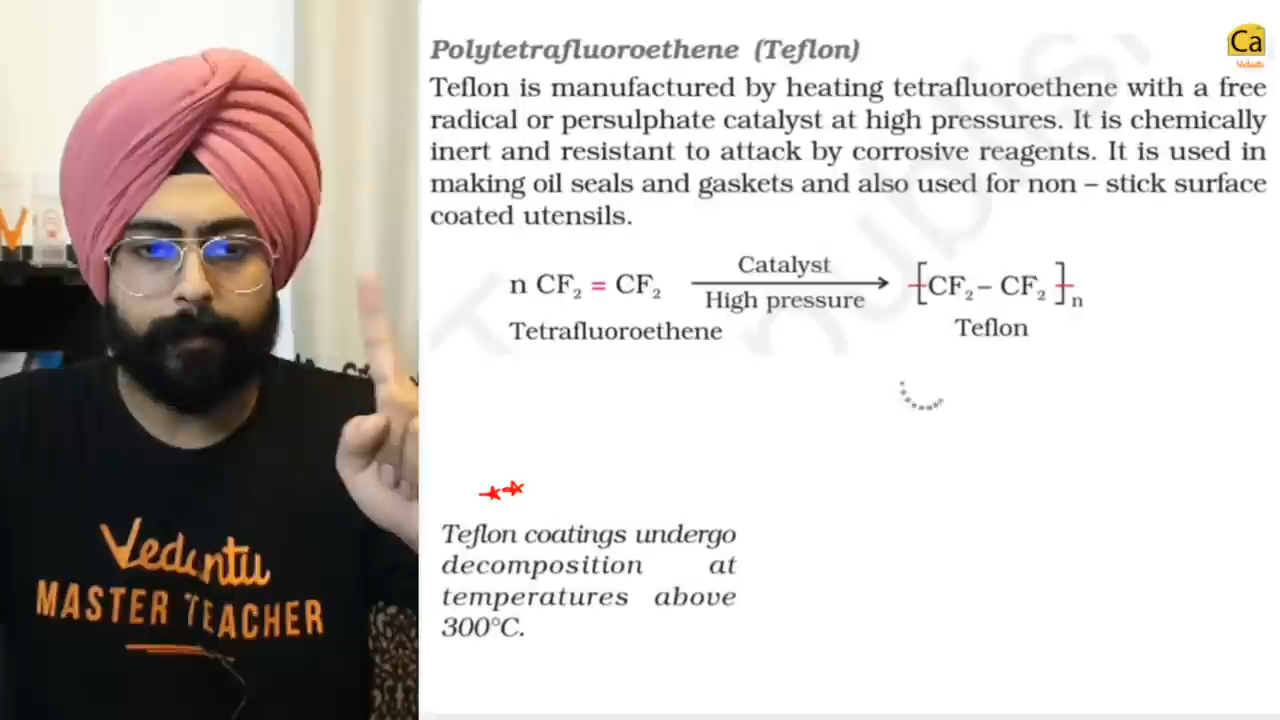 Polytetrafluoroethene (Teflon)
Teflon is manufactured by heating tetrafluoroethene with a free
radical or persulphate catalyst at high pressures. It is chemically
inert and resistant to attack by corrosive reagents. It is used in
making oil seals and gaskets and also used for non – stick surface
coated utensils.
n CF₂ = CF₂ Catalyst [CF₂ – CF₂]ₙ
High pressure
Tetrafluoroethene Teflon
Teflon coatings undergo
decomposition at
temperatures above
300°C.
Ca
Vedantu
Vedantu
MASTER TEACHER